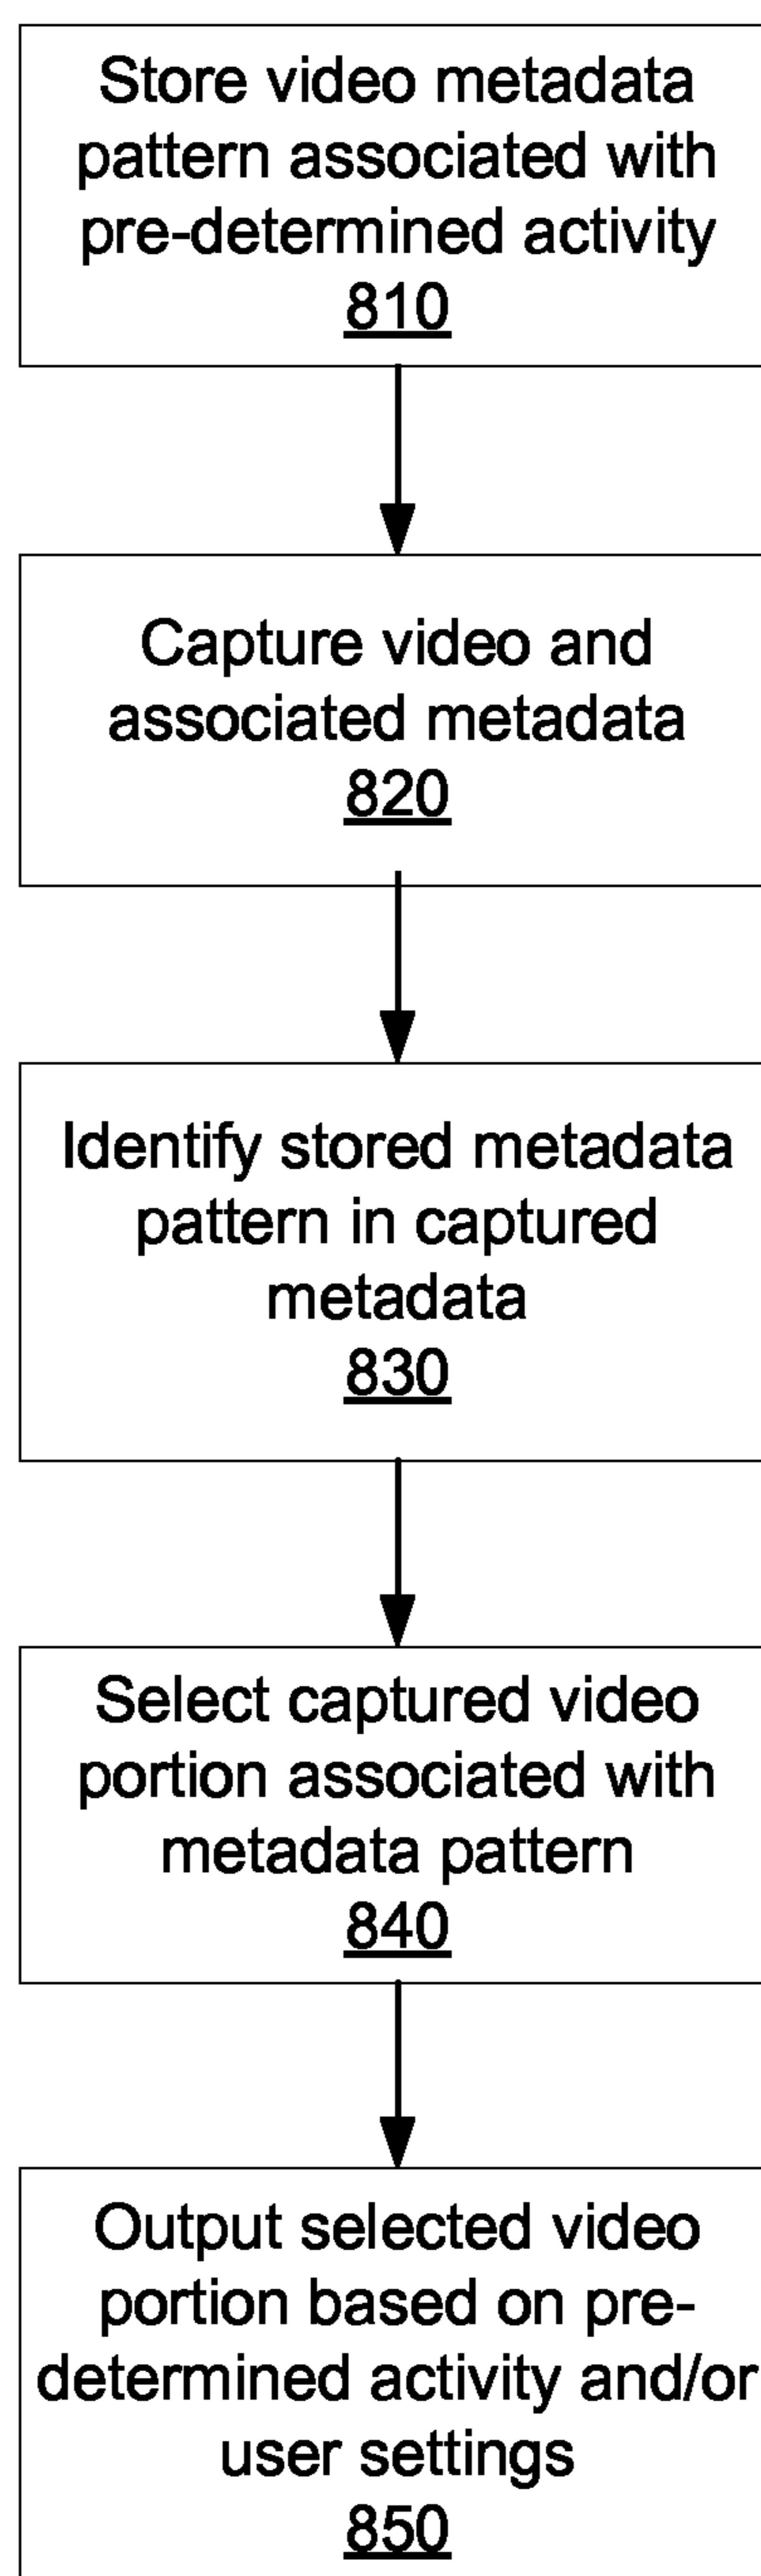 Store video metadata
pattern associated with
pre-determined activity
810
Capture video and
associated metadata
820
Identify stored metadata
pattern in captured
metadata
830
Select captured video
portion associated with
metadata pattern
840
Output selected video
portion based on pre-
determined activity and/or
user settings
850